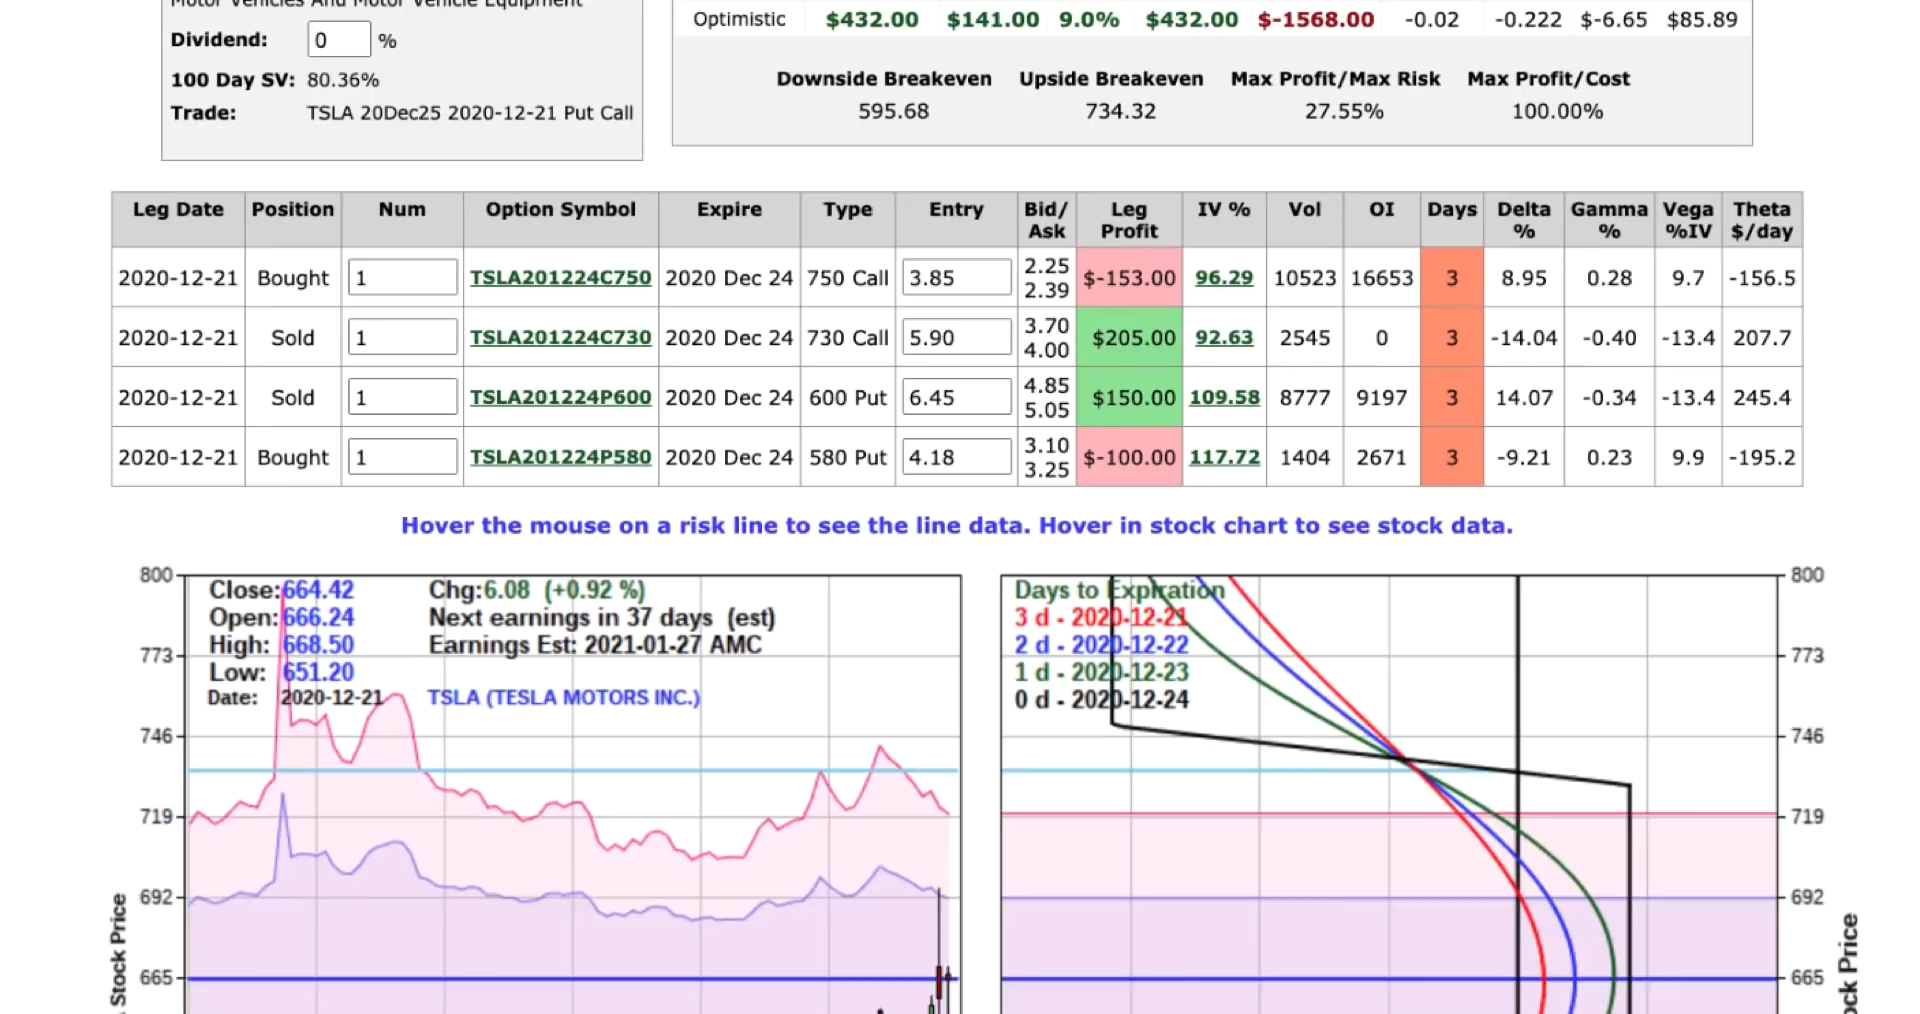 Motor Vehicles And Motor Vehicle Equipment
Dividend: 0 %
100 Day SV: 80.36%
Trade: TSLA 20Dec25 2020-12-21 Put Call
Optimistic $432.00 $141.00 9.0% $432.00 $-1568.00 -0.02 -0.222 $-6.65 $85.89
Downside Breakeven Upside Breakeven Max Profit/Max Risk Max Profit/Cost
595.68 734.32 27.55% 100.00%
Leg Date Position Num Option Symbol Expire Type Entry Bid/ Ask Leg Profit IV % Vol OI Days Delta % Gamma % Vega %IV Theta $/day
2020-12-21 Bought 1 TSLA201224C750 2020 Dec 24 750 Call 3.85 2.25 2.39 $-153.00 96.29 10523 16653 3 8.95 0.28 9.7 -156.5
2020-12-21 Sold 1 TSLA201224C730 2020 Dec 24 730 Call 5.90 3.70 4.00 $205.00 92.63 2545 0 3 -14.04 -0.40 -13.4 207.7
2020-12-21 Sold 1 TSLA201224P600 2020 Dec 24 600 Put 6.45 4.85 5.05 $150.00 109.58 8777 9197 3 14.07 -0.34 -13.4 245.4
2020-12-21 Bought 1 TSLA201224P580 2020 Dec 24 580 Put 4.18 3.10 3.25 $-100.00 117.72 1404 2671 3 -9.21 0.23 9.9 -195.2
Hover the mouse on a risk line to see the line data. Hover in stock chart to see stock data.
Close: 664.42 Chg:6.08 (+0.92 %)
Open: 666.24 Next earnings in 37 days (est)
High: 668.50 Earnings Est: 2021-01-27 AMC
Low: 651.20
Date: 2020-12-21 TSLA (TESLA MOTORS INC.)
800
773
746
719
692
665
Stock Price
Days to Expiration
3 d - 2020-12-21
2 d - 2020-12-22
1 d - 2020-12-23
0 d - 2020-12-24
800
773
746
719
692
665
ock Price